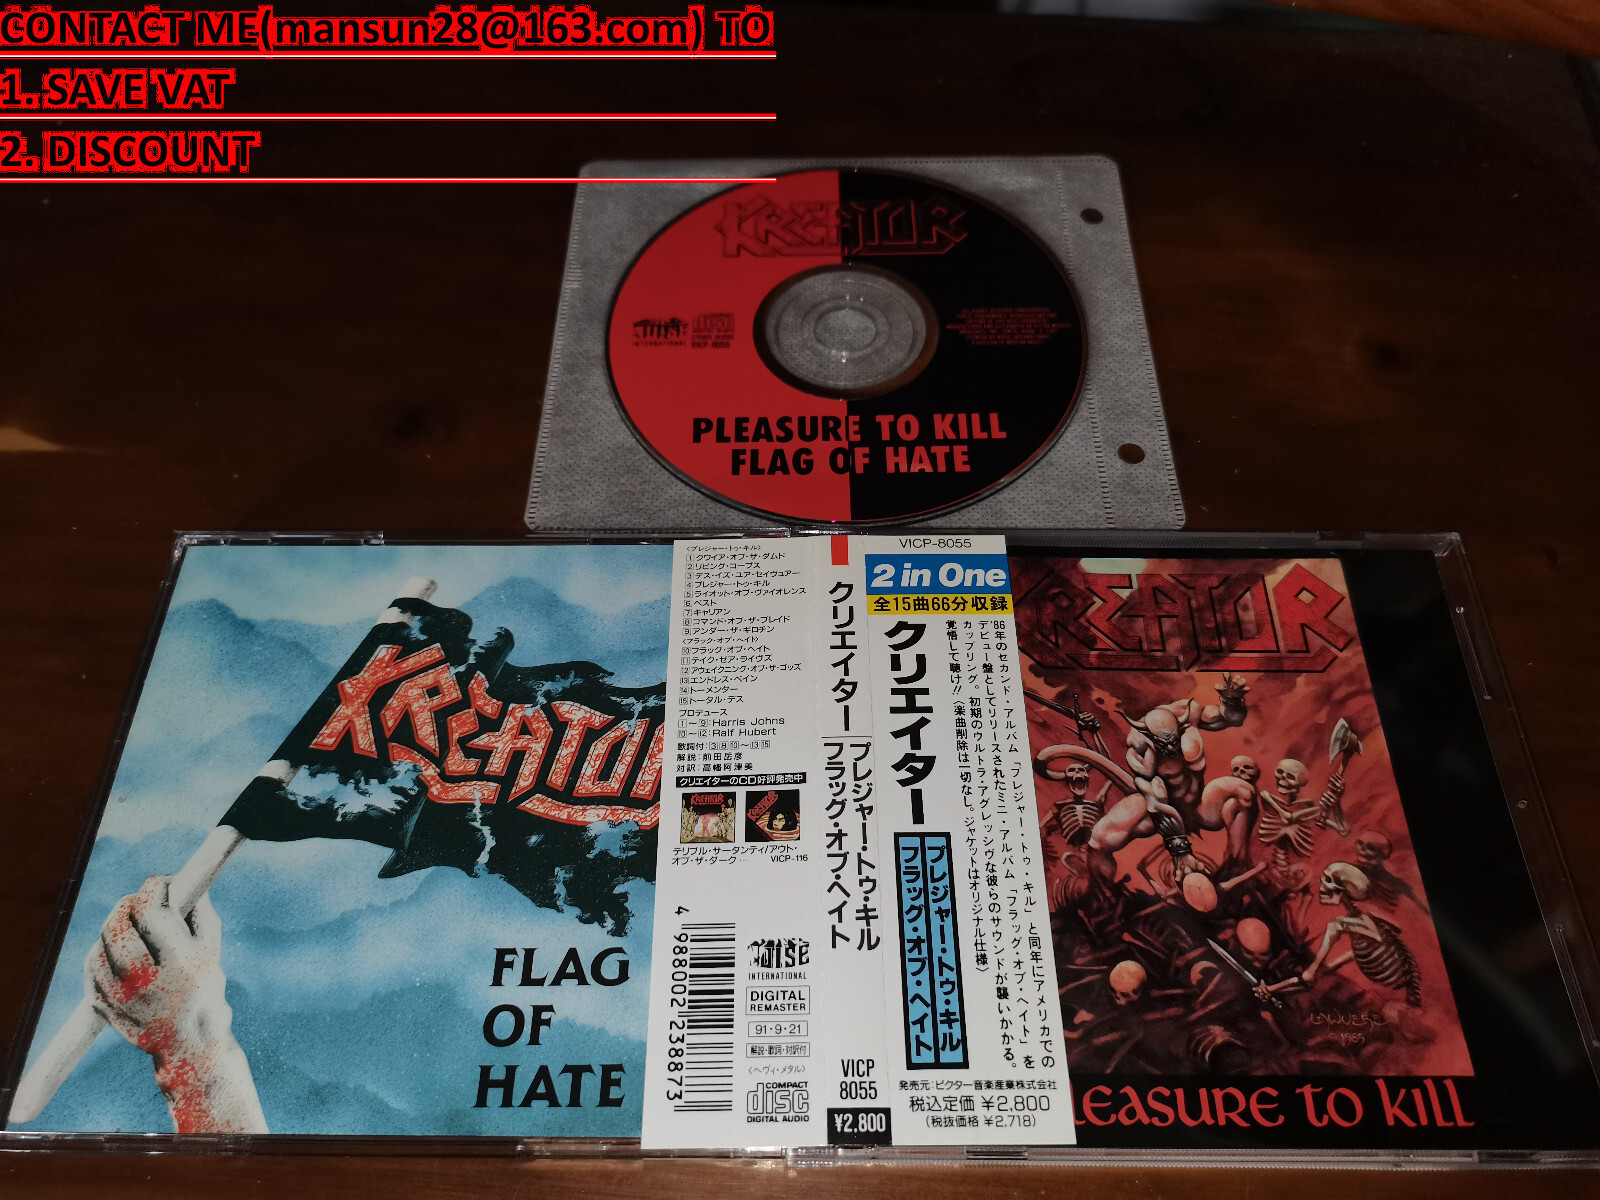 CONTACT ME(mansun28@163.com) TO
1. SAVE VAT
2. DISCOUNT
KREATOR
NOISE
INTERNATIONAL
VICP-8055
PLEASURE TO KILL
FLAG OF HATE
KREATOR
FLAG
OF
HATE
〈プレジャー・トゥ・キル〉
1 クワイア・オブ・ザ・ダムド
2 リビング・コープス
3 デス・イズ・ユア・セイヴュアー
4 プレジャー・トゥ・キル
5 ライオット・オブ・ヴァイオレンス
6 ペスト
7 キャリアン
8 コマンド・オブ・ザ・ブレイド
9 アンダー・ザ・ギロチン
〈フラッグ・オブ・ヘイト〉
10 フラッグ・オブ・ヘイト
11 テイク・ゼア・ライヴズ
12 アウェイクニング・オブ・ザ・ゴッズ
13 エンドレス・ペイン
14 トーメンター
15 トータル・デス
プロデュース
1〜9: Harris Johns
10〜12: Ralf Hubert
歌詞付: 3 8 10〜13 15
解説: 前田岳彦
対訳: 高橋阿津美
クリエイターのCD好評発売中
テリブル・サータンティ/アウト・
オブ・ザ・ダーク… VICP-116
4 988002 238873
NOISE
INTERNATIONAL
DIGITAL
REMASTER
91・9・21
解説・歌詞・対訳付
〈ヘヴィ・メタル〉
COMPACT
disc
DIGITAL AUDIO
クリエイター
プレジャー・トゥ・キル
フラッグ・オブ・ヘイト
VICP
8055
¥2,800
VICP-8055
2 in One
全15曲66分収録
クリエイター
プレジャー・トゥ・キル
フラッグ・オブ・ヘイト
'86年のセカンド・アルバム「プレジャー・トゥ・キル」と同年にアメリカでの
デビュー盤としてリリースされたミニ・アルバム「フラッグ・オブ・ヘイト」を
カップリング。初期のウルトラ・アグレッシヴな彼らのサウンドが襲いかかる。
覚悟して聴け!!〈楽曲削除は一切なし。ジャケットはオリジナル仕様〉
発売元:ビクター音楽産業株式会社
税込定価 ¥2,800
(税抜価格 ¥2,718)
KREATOR
LEASURE TO KILL